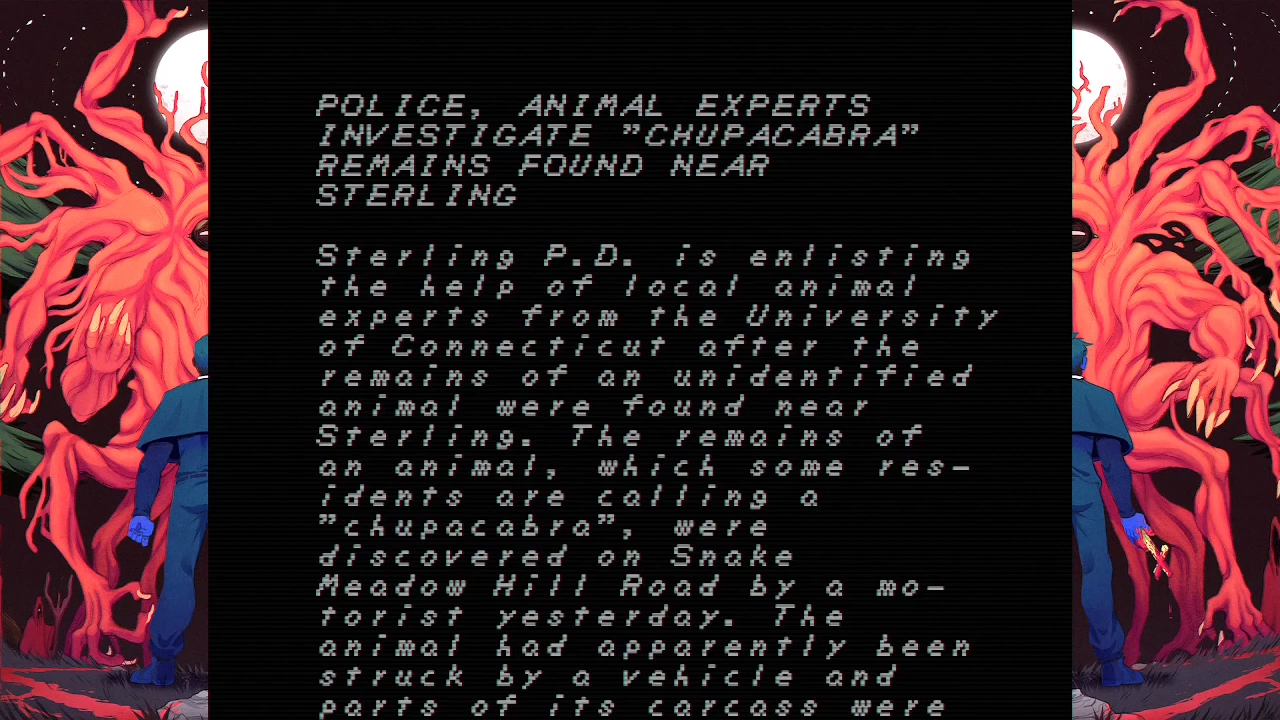 POLICE, ANIMAL EXPERTS
INVESTIGATE "CHUPACABRA"
REMAINS FOUND NEAR
STERLING
Sterling P.D. is enlisting
the help of local animal
experts from the University
of Connecticut after the
remains of an unidentified
animal were found near
Sterling. The remains of
an animal, which some res-
idents are calling a
"chupacabra", were
discovered on Snake
Meadow Hill Road by a mo-
torist yesterday. The
animal had apparently been
struck by a vehicle and
parts of its carcass were